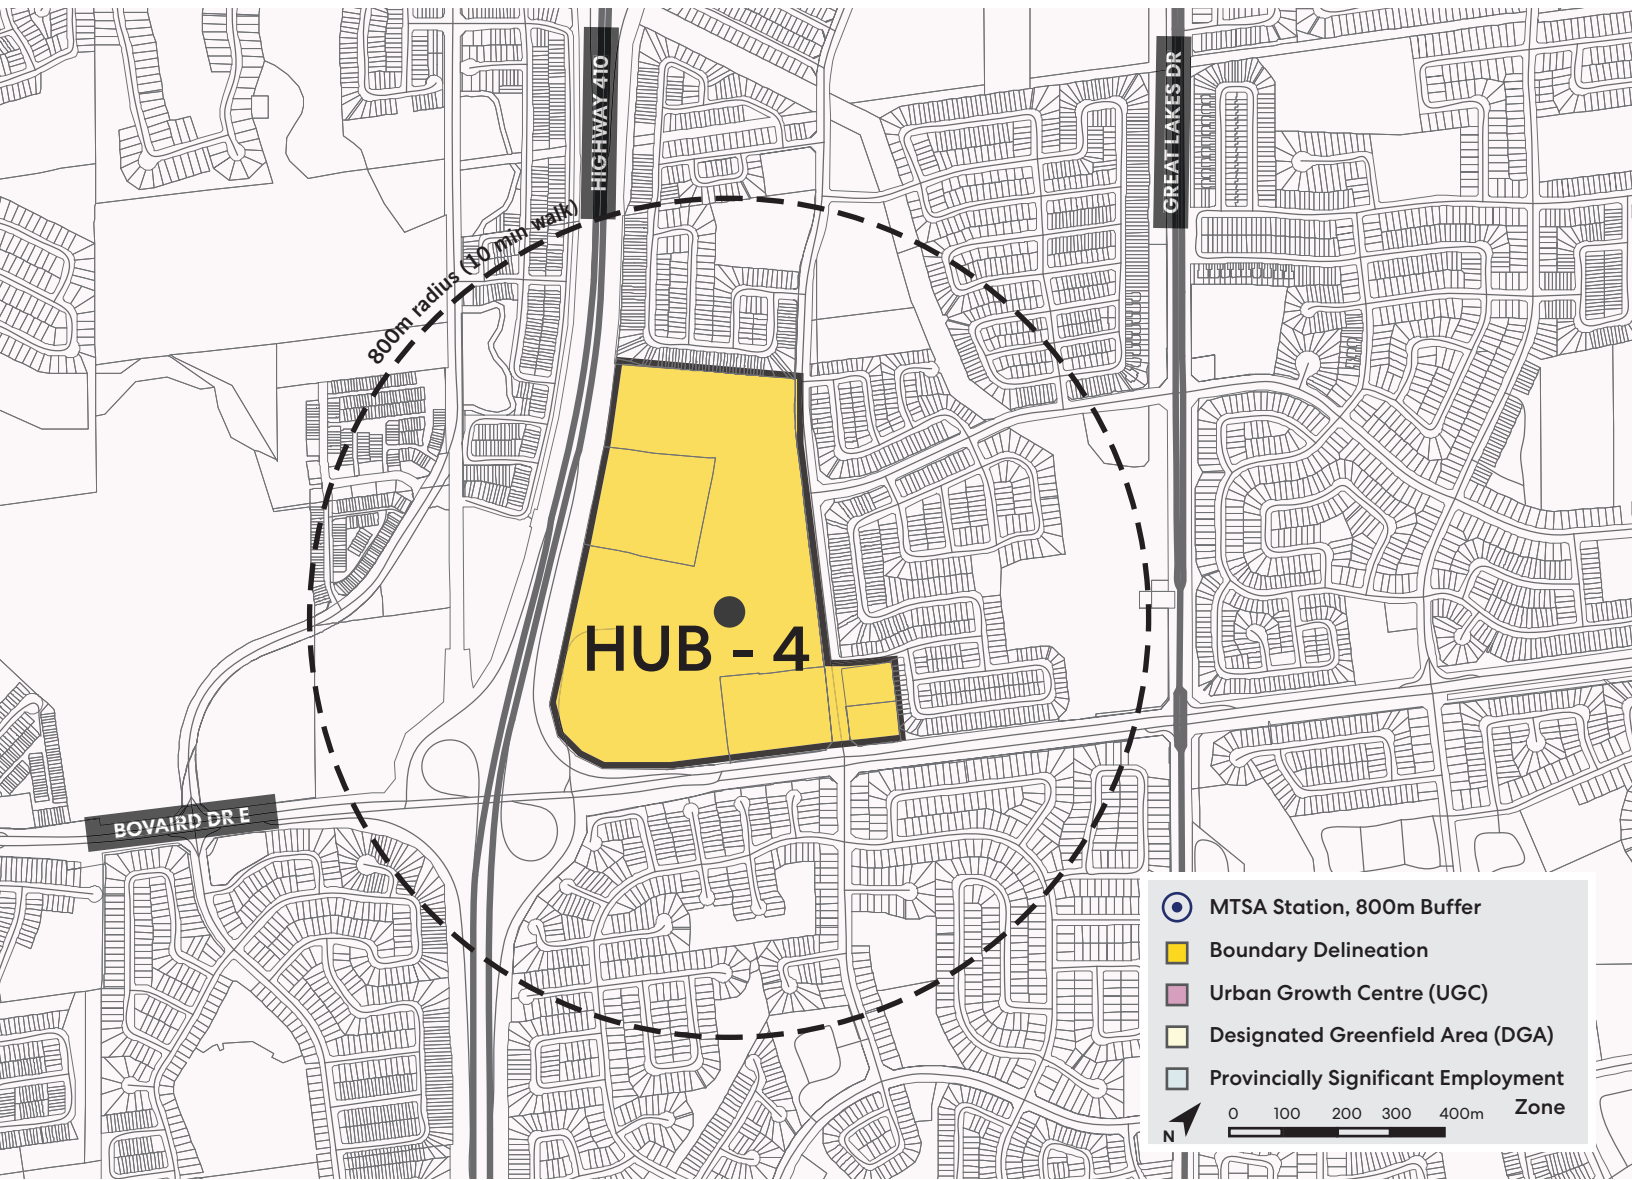 HIGHWAY 410
GREAT LAKES DR
800m radius (10 min walk)
HUB - 4
BOVAIRD DR E
MTSA Station, 800m Buffer
Boundary Delineation
Urban Growth Centre (UGC)
Designated Greenfield Area (DGA)
Provincially Significant Employment
Zone
0 100 200 300 400m
N